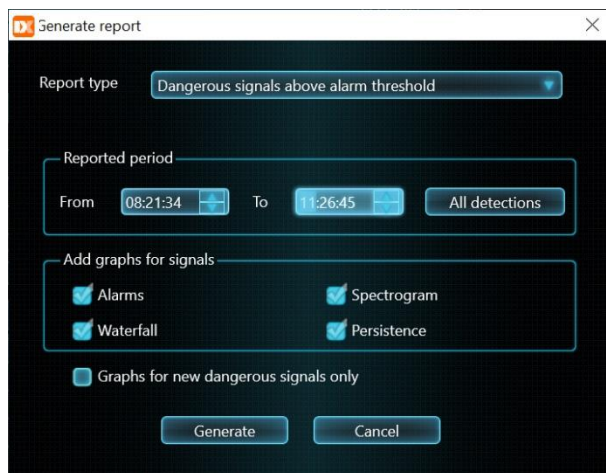 DX Generate report
Report type Dangerous signals above alarm threshold
Reported period
From 08:21:34 To 11:26:45 All detections
Add graphs for signals
Alarms Spectrogram
Waterfall Persistence
Graphs for new dangerous signals only
Generate Cancel